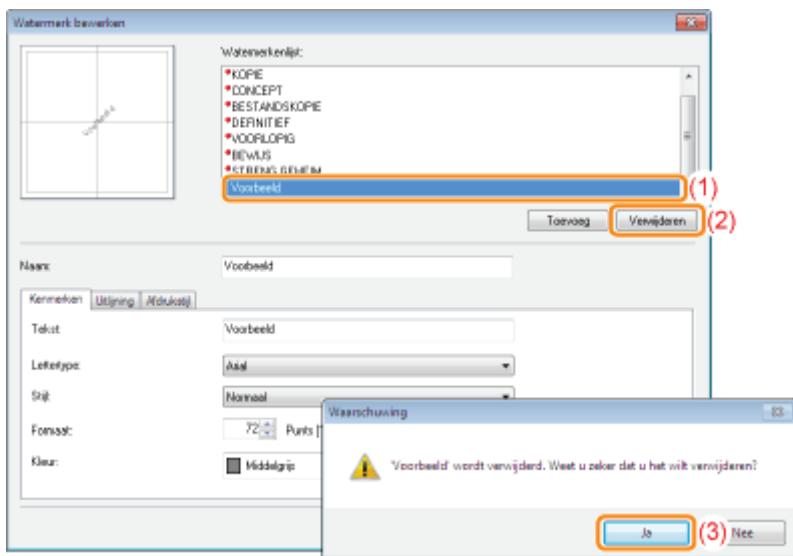 Watermerk bewerken
Voorbeeld
Watermerkenlijst:
*KOPIE
*CONCEPT
*BESTANDSKOPIE
*DEFINITIEF
*VOORLOPIG
*BEWIJS
*STRENG GEHEIM
Voorbeeld
(1)
Toevoeg
Verwijderen
(2)
Naam:
Voorbeeld
Kenmerken Uitlijning Afdrukstijl
Tekst:
Voorbeeld
Lettertype:
Arial
Stijl:
Normaal
Formaat:
72 Punts
Kleur:
Middelgrijs
Waarschuwing
'Voorbeeld' wordt verwijderd. Weet u zeker dat u het wilt verwijderen?
Ja
(3)
Nee